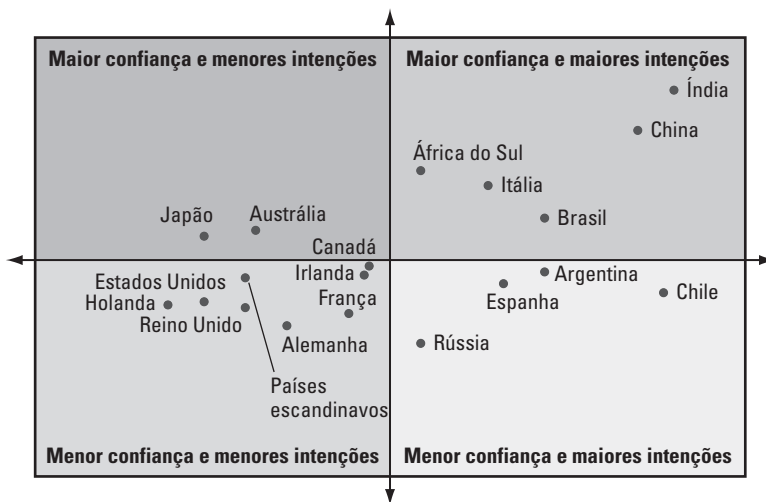 Maior confiança e menores intenções
Maior confiança e maiores intenções
Índia
China
África do Sul
Itália
Japão
Austrália
Brasil
Canadá
Irlanda
Argentina
Estados Unidos
Holanda
França
Espanha
Chile
Reino Unido
Alemanha
Rússia
Países
escandinavos
Menor confiança e menores intenções
Menor confiança e maiores intenções